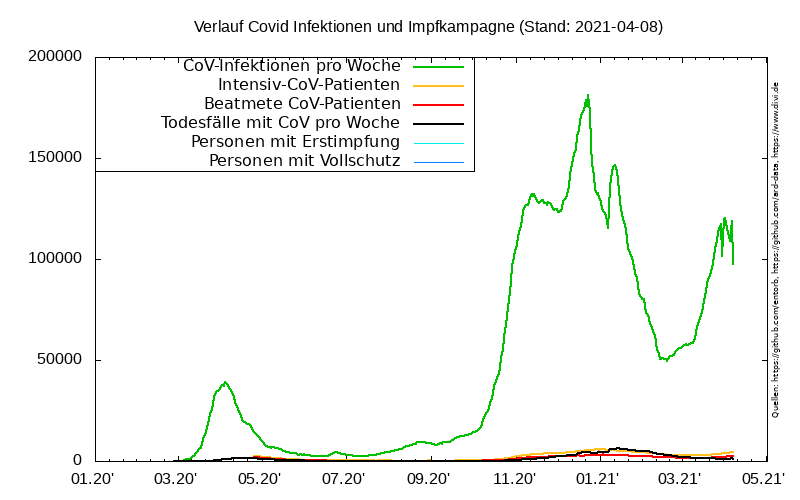 Verlauf Covid Infektionen und Impfkampagne (Stand: 2021-04-08)
200000
150000
100000
50000
0
CoV-Infektionen pro Woche
Intensiv-CoV-Patienten
Beatmete CoV-Patienten
Todesfälle mit CoV pro Woche
Personen mit Erstimpfung
Personen mit Vollschutz
01.20' 03.20' 05.20' 07.20' 09.20' 11.20' 01.21' 03.21' 05.21'
Quellen: https://github.com/entorb, https://github.com/ard-data, https://www.divi.de